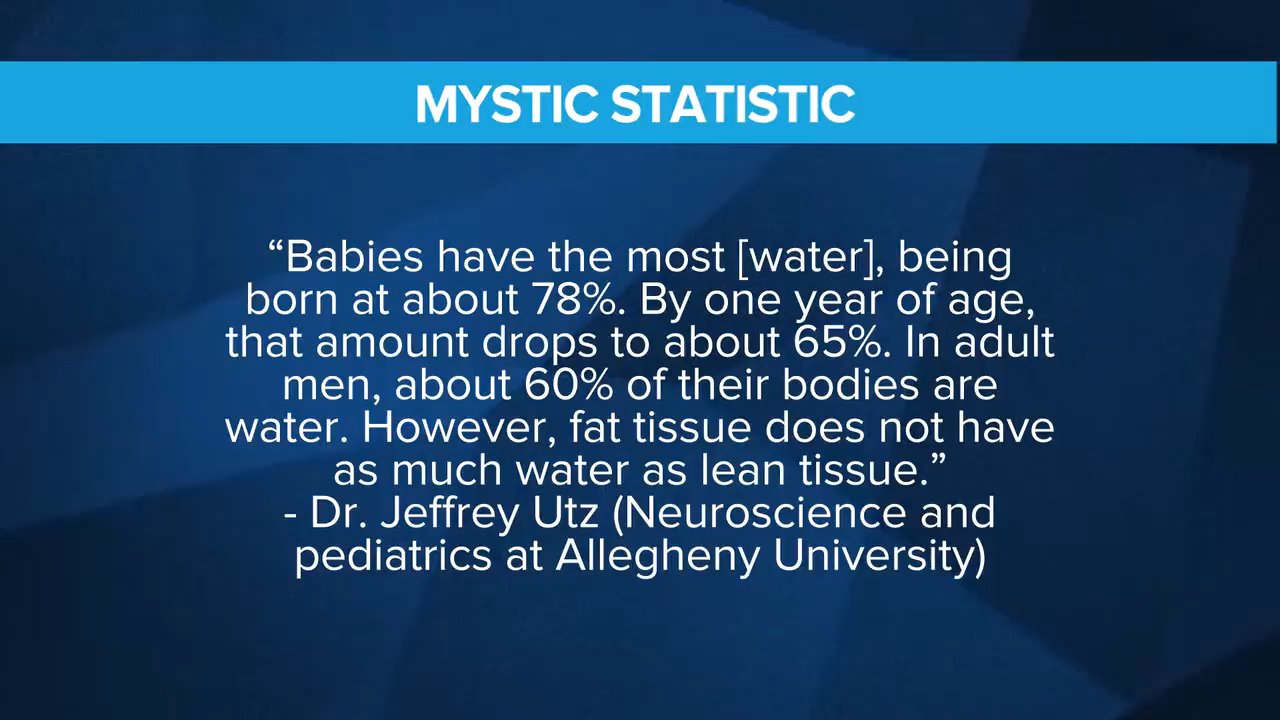 MYSTIC STATISTIC
“Babies have the most [water], being
born at about 78%. By one year of age,
that amount drops to about 65%. In adult
men, about 60% of their bodies are
water. However, fat tissue does not have
as much water as lean tissue.”
- Dr. Jeffrey Utz (Neuroscience and
pediatrics at Allegheny University)